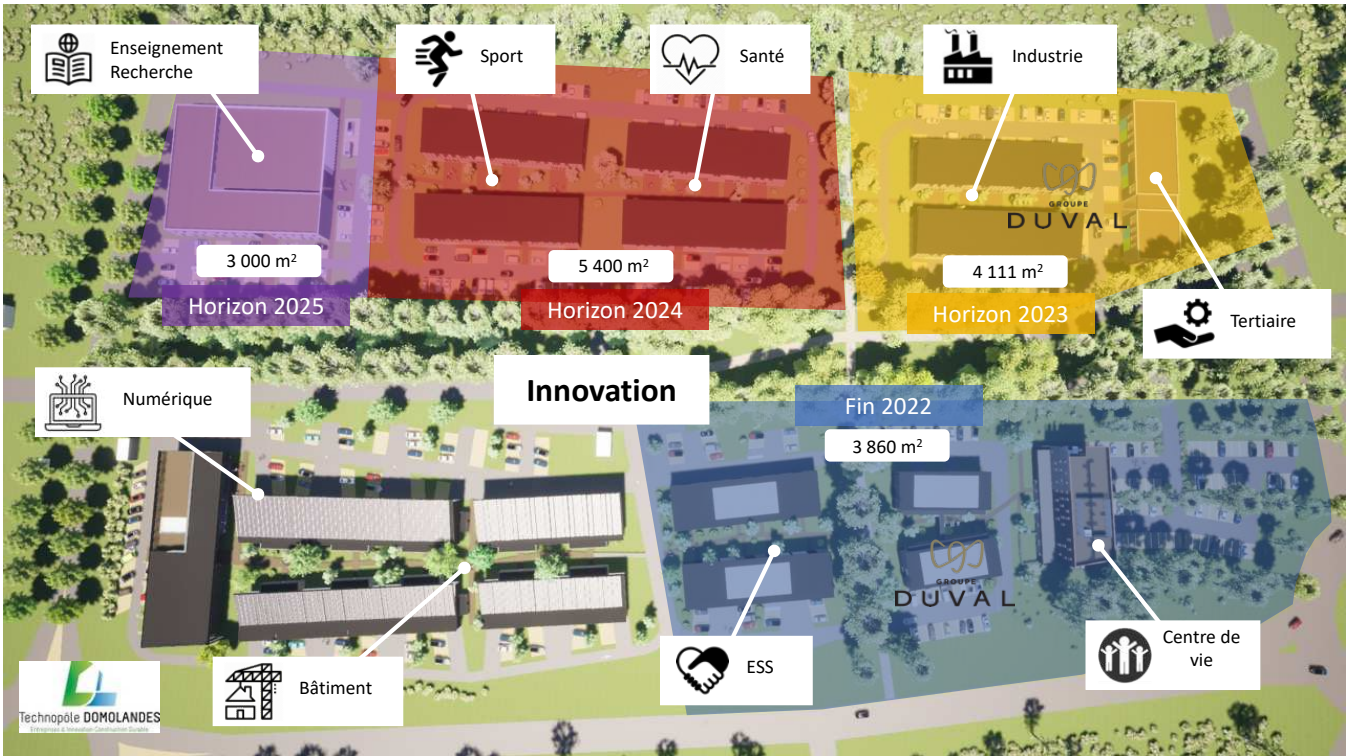 Enseignement
Recherche
Sport
Santé
Industrie
GROUPE
DUVAL
3 000 m²
5 400 m²
4 111 m²
Horizon 2025
Horizon 2024
Horizon 2023
Tertiaire
Numérique
Innovation
Fin 2022
3 860 m²
GROUPE
DUVAL
Bâtiment
ESS
Centre de
vie
Technopôle DOMOLANDES
Entreprises & Innovation Construction Durable